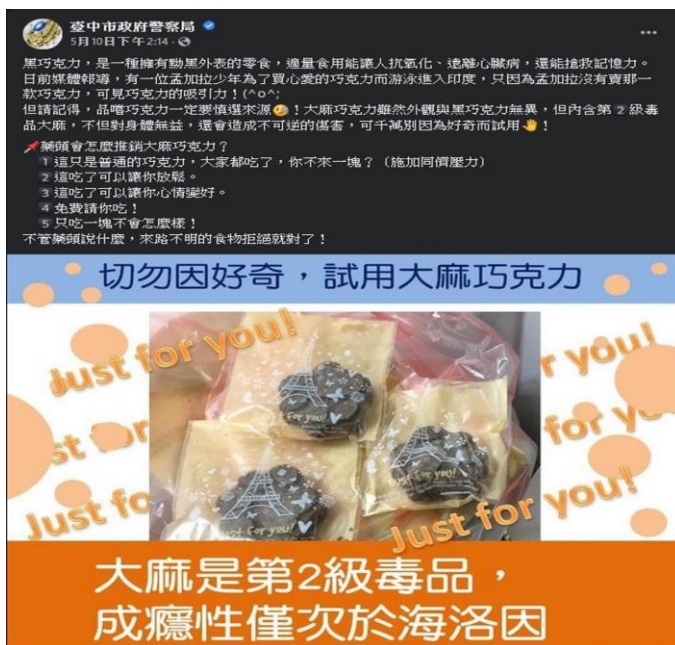 臺中市政府警察局
5月10日下午2:14
黑巧克力，是一種擁有黝黑外表的零食，適量食用能讓人抗氧化、遠離心臟病，還能搶救記憶力。
日前媒體報導，有一位孟加拉少年為了買心愛的巧克力而游泳進入印度，只因為孟加拉沒有賣那一
款巧克力，可見巧克力的吸引力！(^o^;
但請記得，品嚐巧克力一定要慎選來源🧐！大麻巧克力雖然外觀與黑巧克力無異，但內含第2級毒
品大麻，不但對身體無益，還會造成不可逆的傷害，可千萬別因為好奇而試用🤚！
📌藥頭會怎麼推銷大麻巧克力？
1 這只是普通的巧克力，大家都吃了，你不來一塊？（施加同儕壓力）
2 這吃了可以讓你放鬆。
3 這吃了可以讓你心情變好。
4 免費請你吃！
5 只吃一塊不會怎麼樣！
不管藥頭說什麼，來路不明的食物拒絕就對了！
切勿因好奇，試用大麻巧克力
Just for you!
r you!
st for
for yo
Just fo
Just for you!
Just for you!
Just for you!
大麻是第2級毒品，
成癮性僅次於海洛因